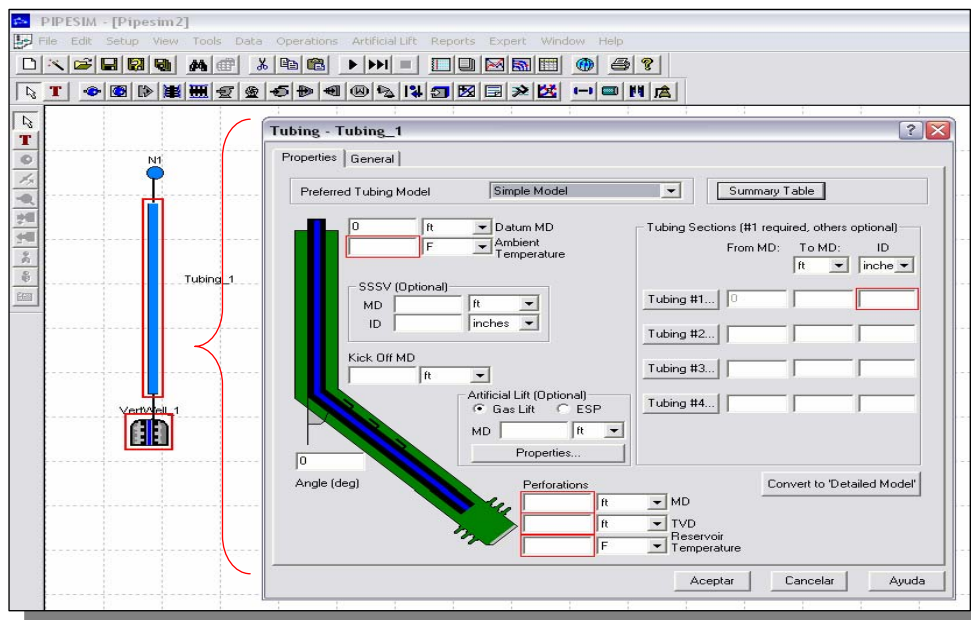 PIPESIM - [Pipesim2]
File Edit Setup View Tools Data Operations Artificial Lift Reports Expert Window Help
T
T
N1
Tubing_1
VertWell_1
Tubing - Tubing_1
Properties General
Preferred Tubing Model Simple Model Summary Table
0 ft Datum MD
F Ambient Temperature
SSSV (Optional)
MD ft
ID inches
Kick Off MD
ft
Artificial Lift (Optional)
Gas Lift ESP
MD ft
Properties...
0
Angle (deg)
Perforations
ft MD
ft TVD
F Reservoir Temperature
Tubing Sections (#1 required, others optional)
From MD: To MD: ID
ft inche
Tubing #1... 0
Tubing #2...
Tubing #3...
Tubing #4...
Convert to 'Detailed Model'
Aceptar Cancelar Ayuda